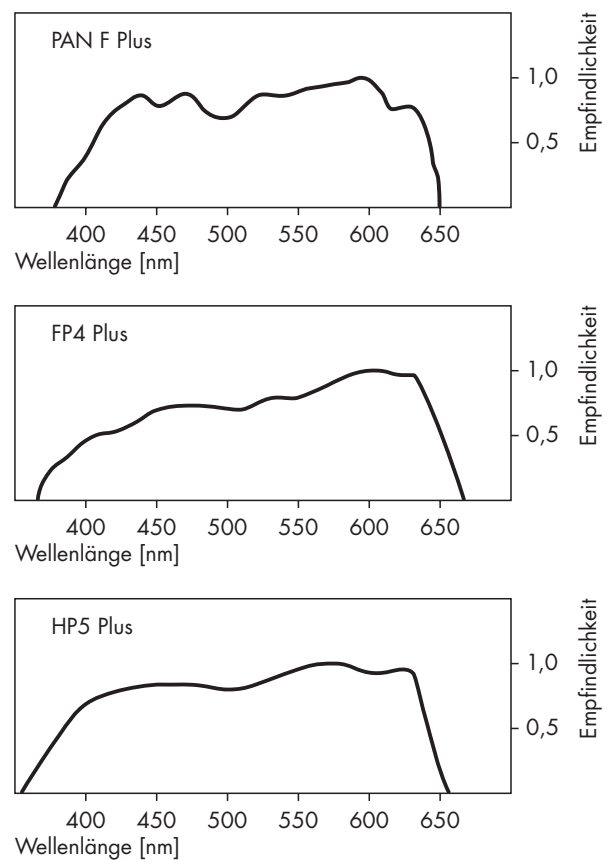 PAN F Plus
1,0
0,5
Empfindlichkeit
400 450 500 550 600 650
Wellenlänge [nm]
FP4 Plus
1,0
0,5
Empfindlichkeit
400 450 500 550 600 650
Wellenlänge [nm]
HP5 Plus
1,0
0,5
Empfindlichkeit
400 450 500 550 600 650
Wellenlänge [nm]